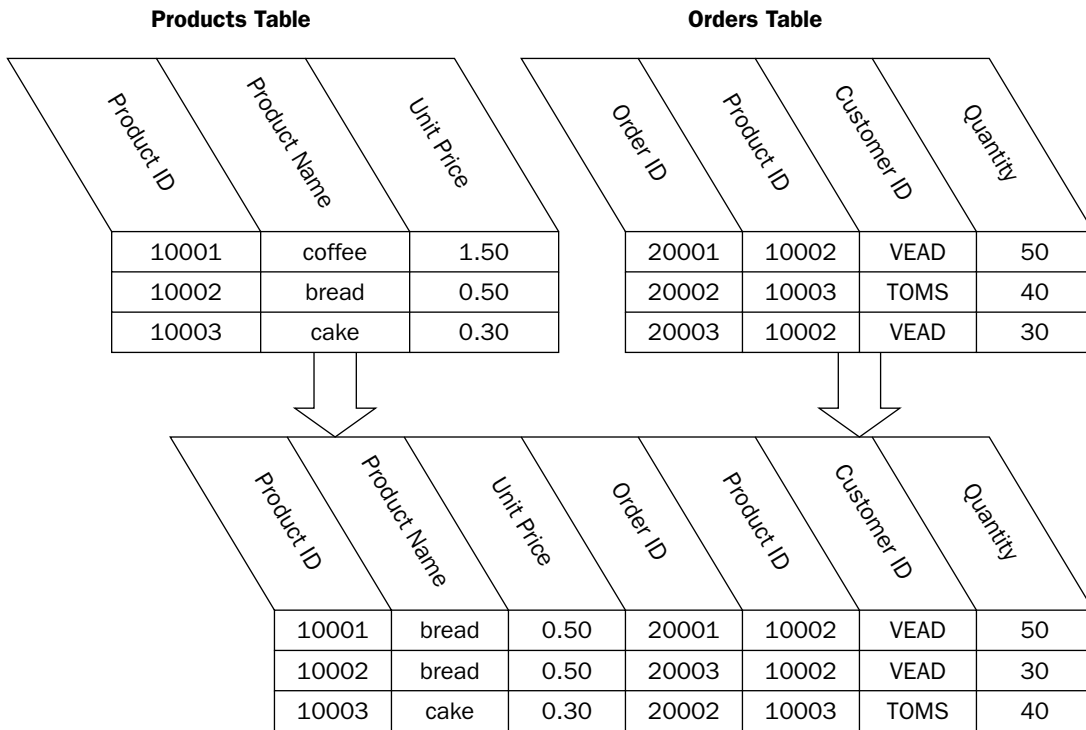 Products Table
Orders Table
Product ID
Product Name
Unit Price
Order ID
Product ID
Customer ID
Quantity
10001 coffee 1.50
20001 10002 VEAD 50
10002 bread 0.50
20002 10003 TOMS 40
10003 cake 0.30
20003 10002 VEAD 30
Product ID
Product Name
Unit Price
Order ID
Product ID
Customer ID
Quantity
10001 bread 0.50 20001 10002 VEAD 50
10002 bread 0.50 20003 10002 VEAD 30
10003 cake 0.30 20002 10003 TOMS 40